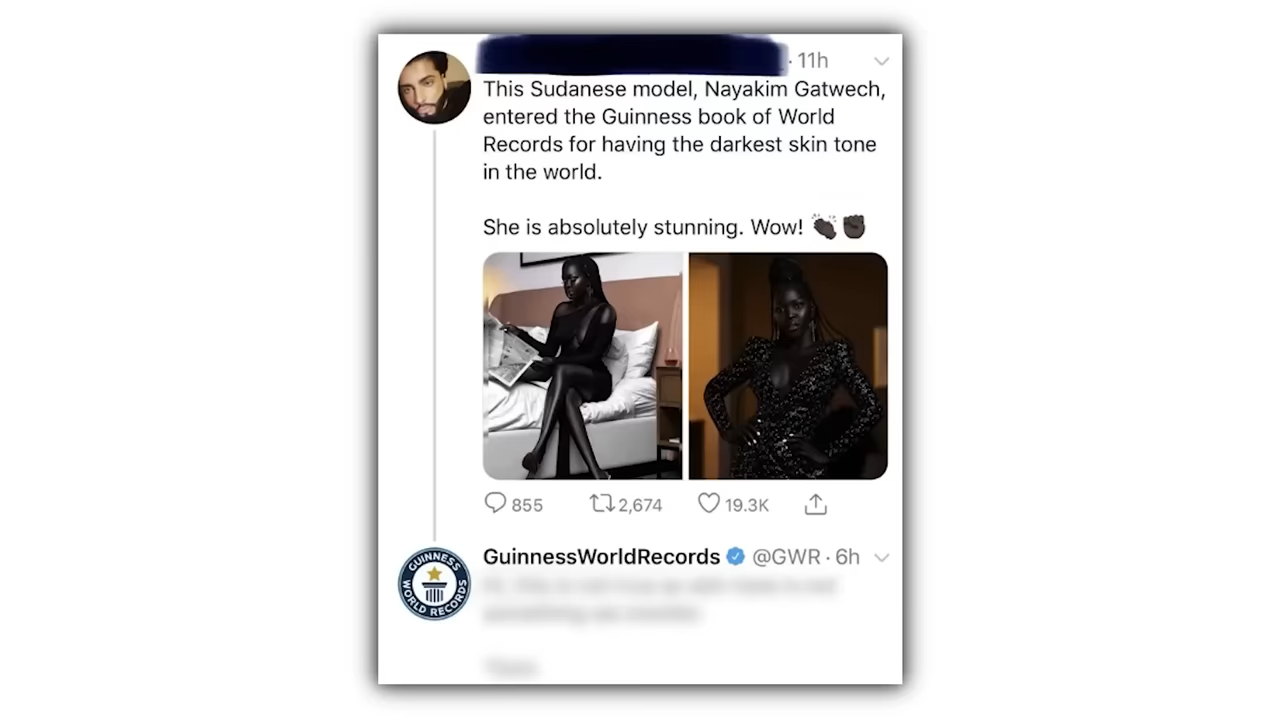 · 11h
This Sudanese model, Nayakim Gatwech,
entered the Guinness book of World
Records for having the darkest skin tone
in the world.
She is absolutely stunning. Wow!
855 2,674 19.3K
GUINNESS WORLD RECORDS
GuinnessWorldRecords @GWR · 6h